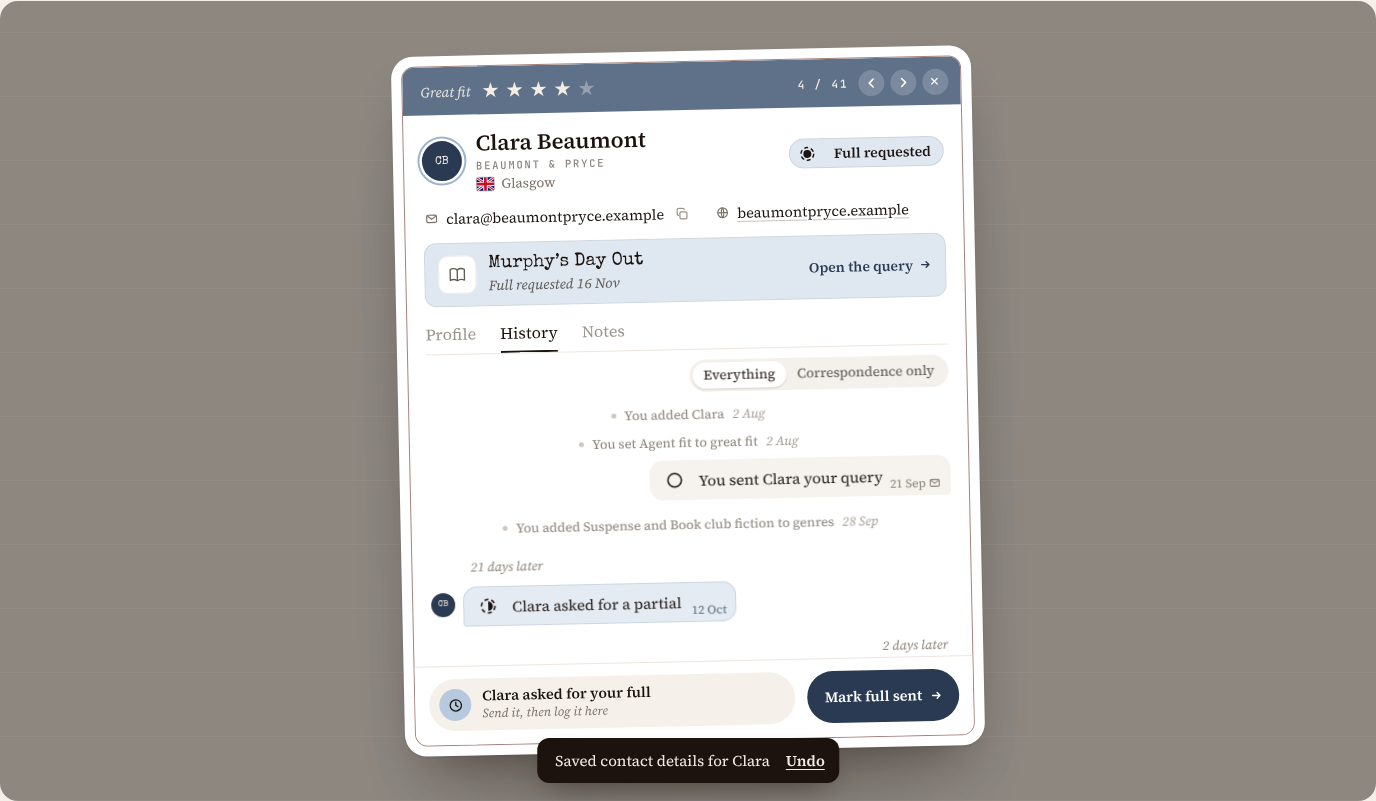 Great fit
4 / 41
CB
Clara Beaumont
BEAUMONT & PRYCE
Glasgow
Full requested
clara@beaumontpryce.example
beaumontpryce.example
Murphy's Day Out
Full requested 16 Nov
Open the query
Profile History Notes
Everything Correspondence only
You added Clara 2 Aug
You set Agent fit to great fit 2 Aug
You sent Clara your query 21 Sep
You added Suspense and Book club fiction to genres 28 Sep
21 days later
CB
Clara asked for a partial 12 Oct
2 days later
Clara asked for your full
Send it, then log it here
Mark full sent
Saved contact details for Clara Undo